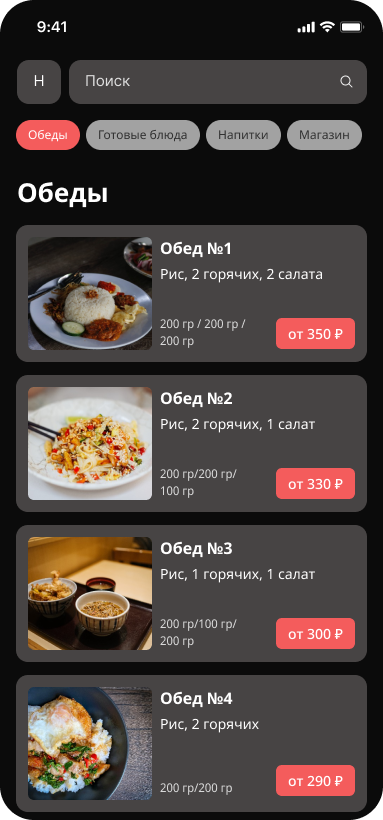 9:41
Н
Поиск
Обеды
Готовые блюда
Напитки
Магазин
Обеды
Обед №1
Рис, 2 горячих, 2 салата
200 гр / 200 гр /
200 гр
от 350 ₽
Обед №2
Рис, 2 горячих, 1 салат
200 гр/200 гр/
100 гр
от 330 ₽
Обед №3
Рис, 1 горячих, 1 салат
200 гр/100 гр/
200 гр
от 300 ₽
Обед №4
Рис, 2 горячих
200 гр/200 гр
от 290 ₽